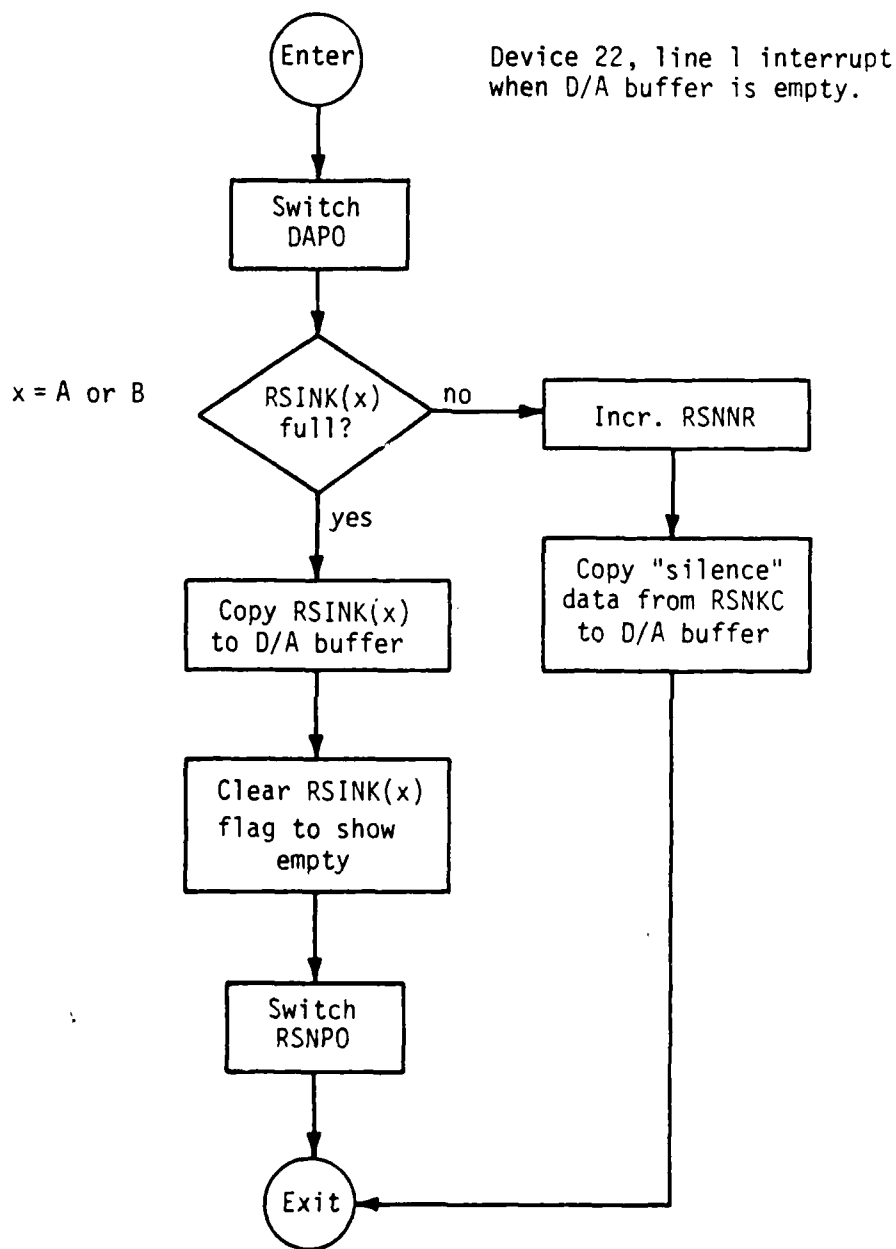 Enter
Device 22, line 1 interrupt
when D/A buffer is empty.
Switch
DAPO
x = A or B
RSINK(x)
full?
no
Incr. RSNNR
yes
Copy RSINK(x)
to D/A buffer
Copy "silence"
data from RSNKC
to D/A buffer
Clear RSINK(x)
flag to show
empty
Switch
RSNPO
Exit